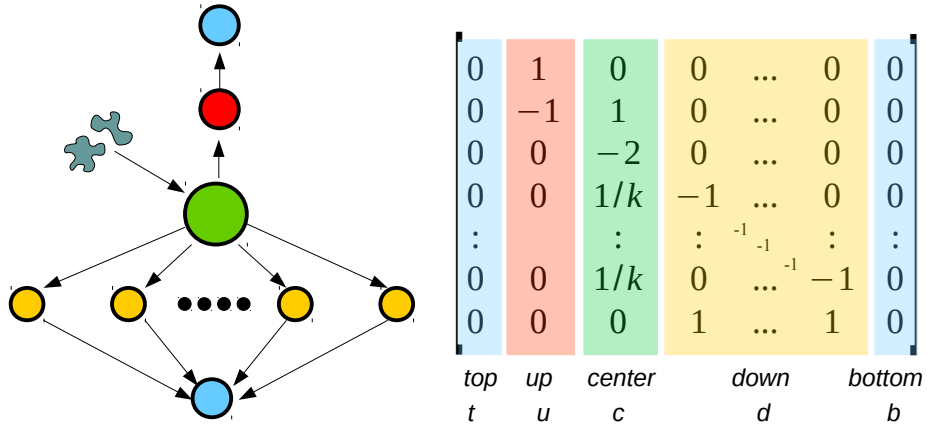 0 1 0 0 ... 0 0
0 −1 1 0 ... 0 0
0 0 −2 0 ... 0 0
0 0 1/k −1 ... 0 0
: : : -1 -1 : :
0 0 1/k 0 ... -1 −1 0
0 0 0 1 ... 1 0
top up center down bottom
t u c d b